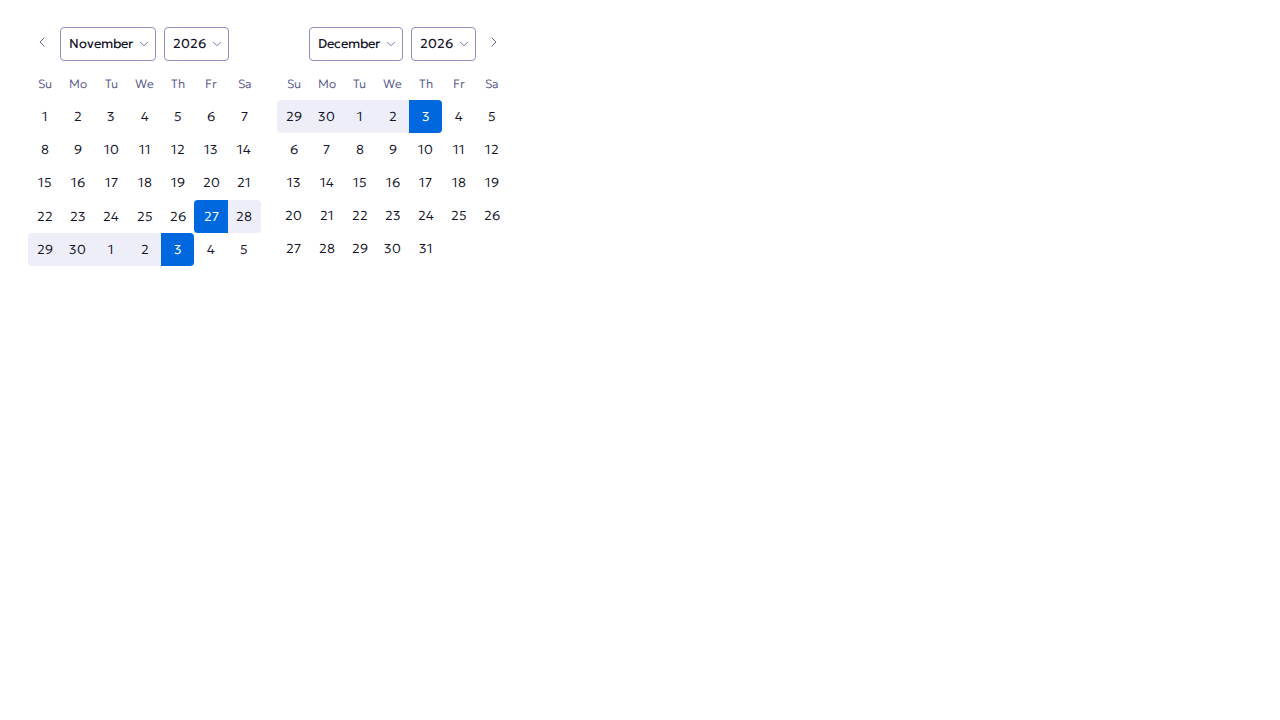 November 2026
Su Mo Tu We Th Fr Sa
1 2 3 4 5 6 7
8 9 10 11 12 13 14
15 16 17 18 19 20 21
22 23 24 25 26 27 28
29 30 1 2 3 4 5
December 2026
Su Mo Tu We Th Fr Sa
29 30 1 2 3 4 5
6 7 8 9 10 11 12
13 14 15 16 17 18 19
20 21 22 23 24 25 26
27 28 29 30 31